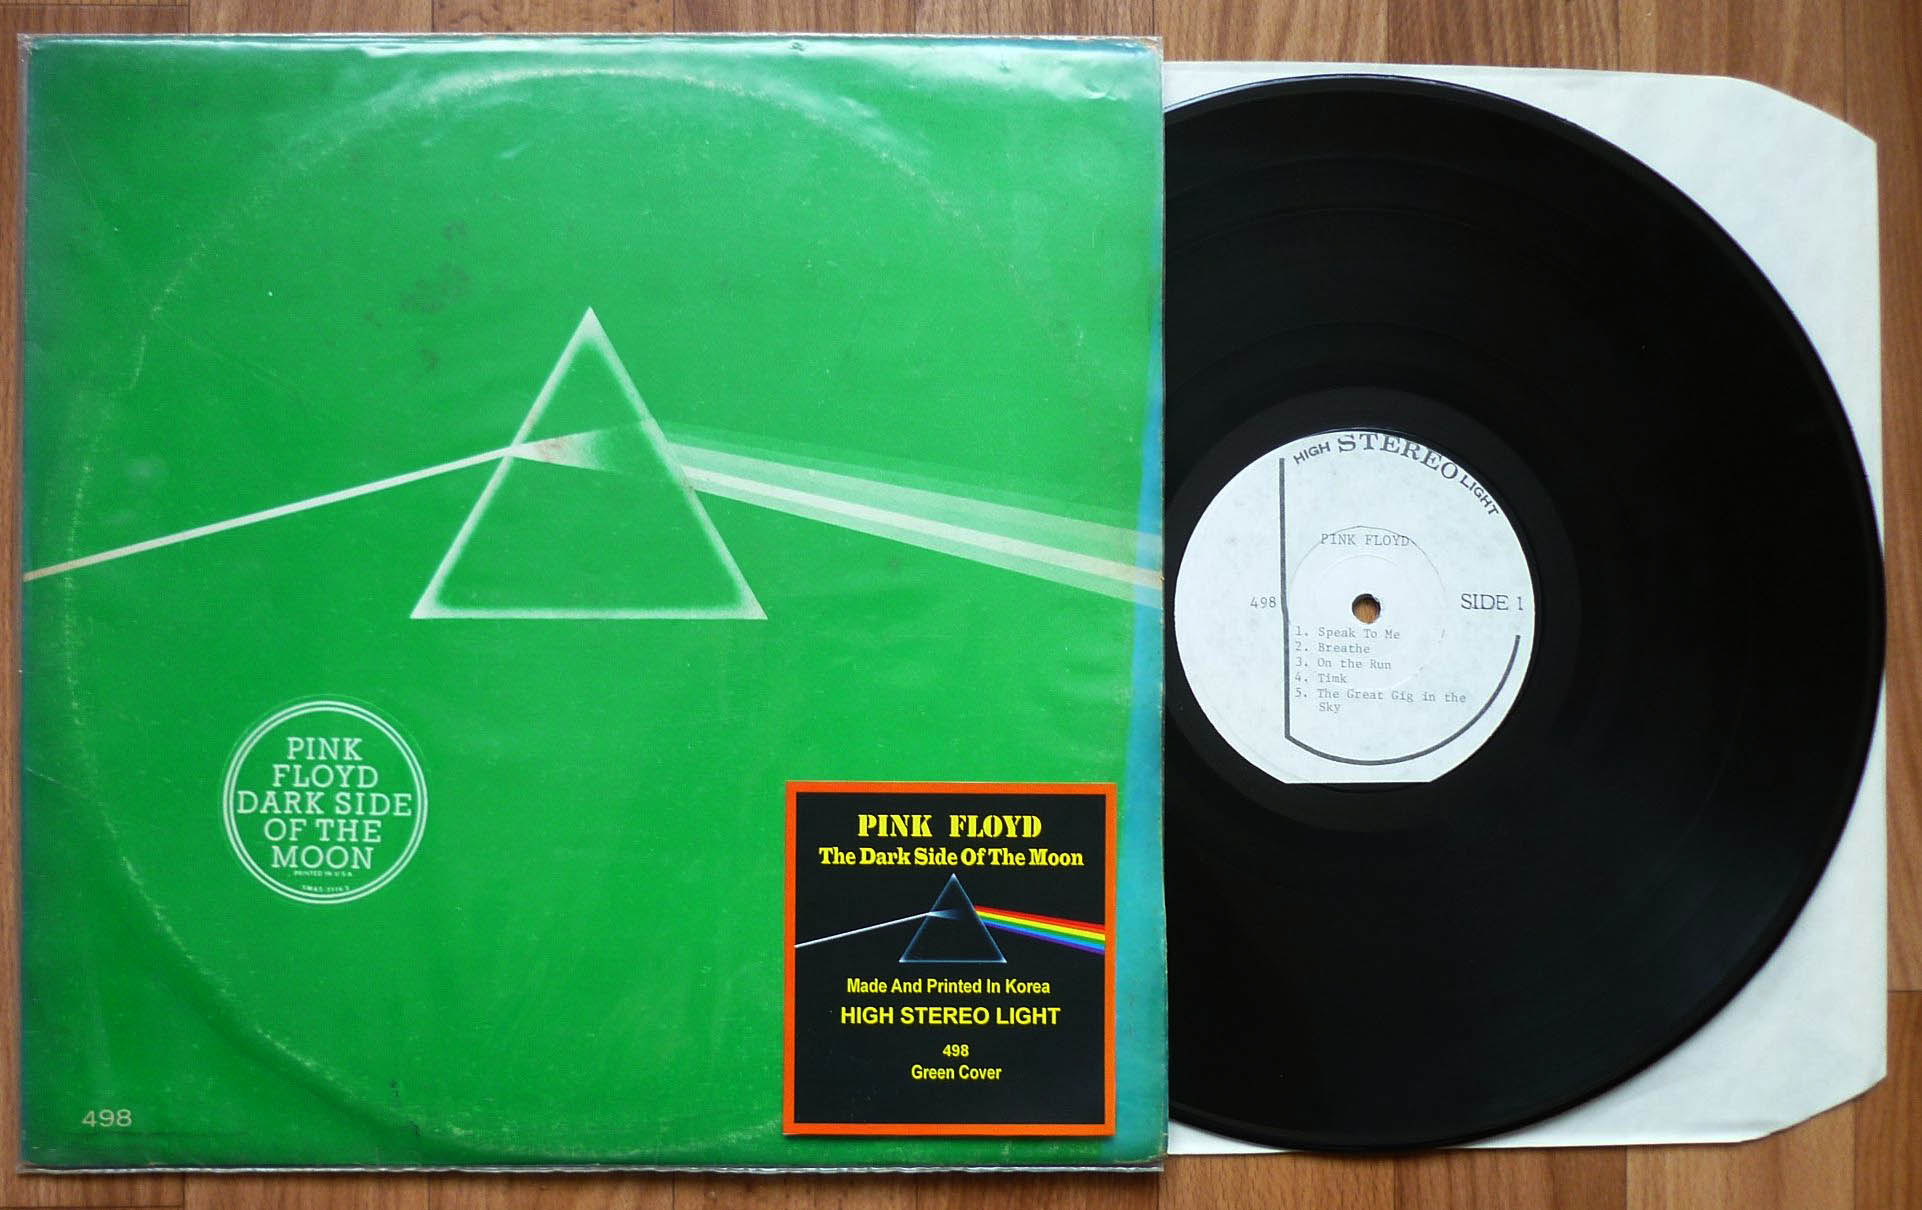 PINK
FLOYD
DARK SIDE
OF THE
MOON
PRINTED IN U.S.A.
498
PINK FLOYD
The Dark Side Of The Moon
Made And Printed In Korea
HIGH STEREO LIGHT
498
Green Cover
HIGH STEREO LIGHT
PINK FLOYD
498
SIDE 1
1. Speak To Me
2. Breathe
3. On the Run
4. Timk
5. The Great Gig in the
Sky